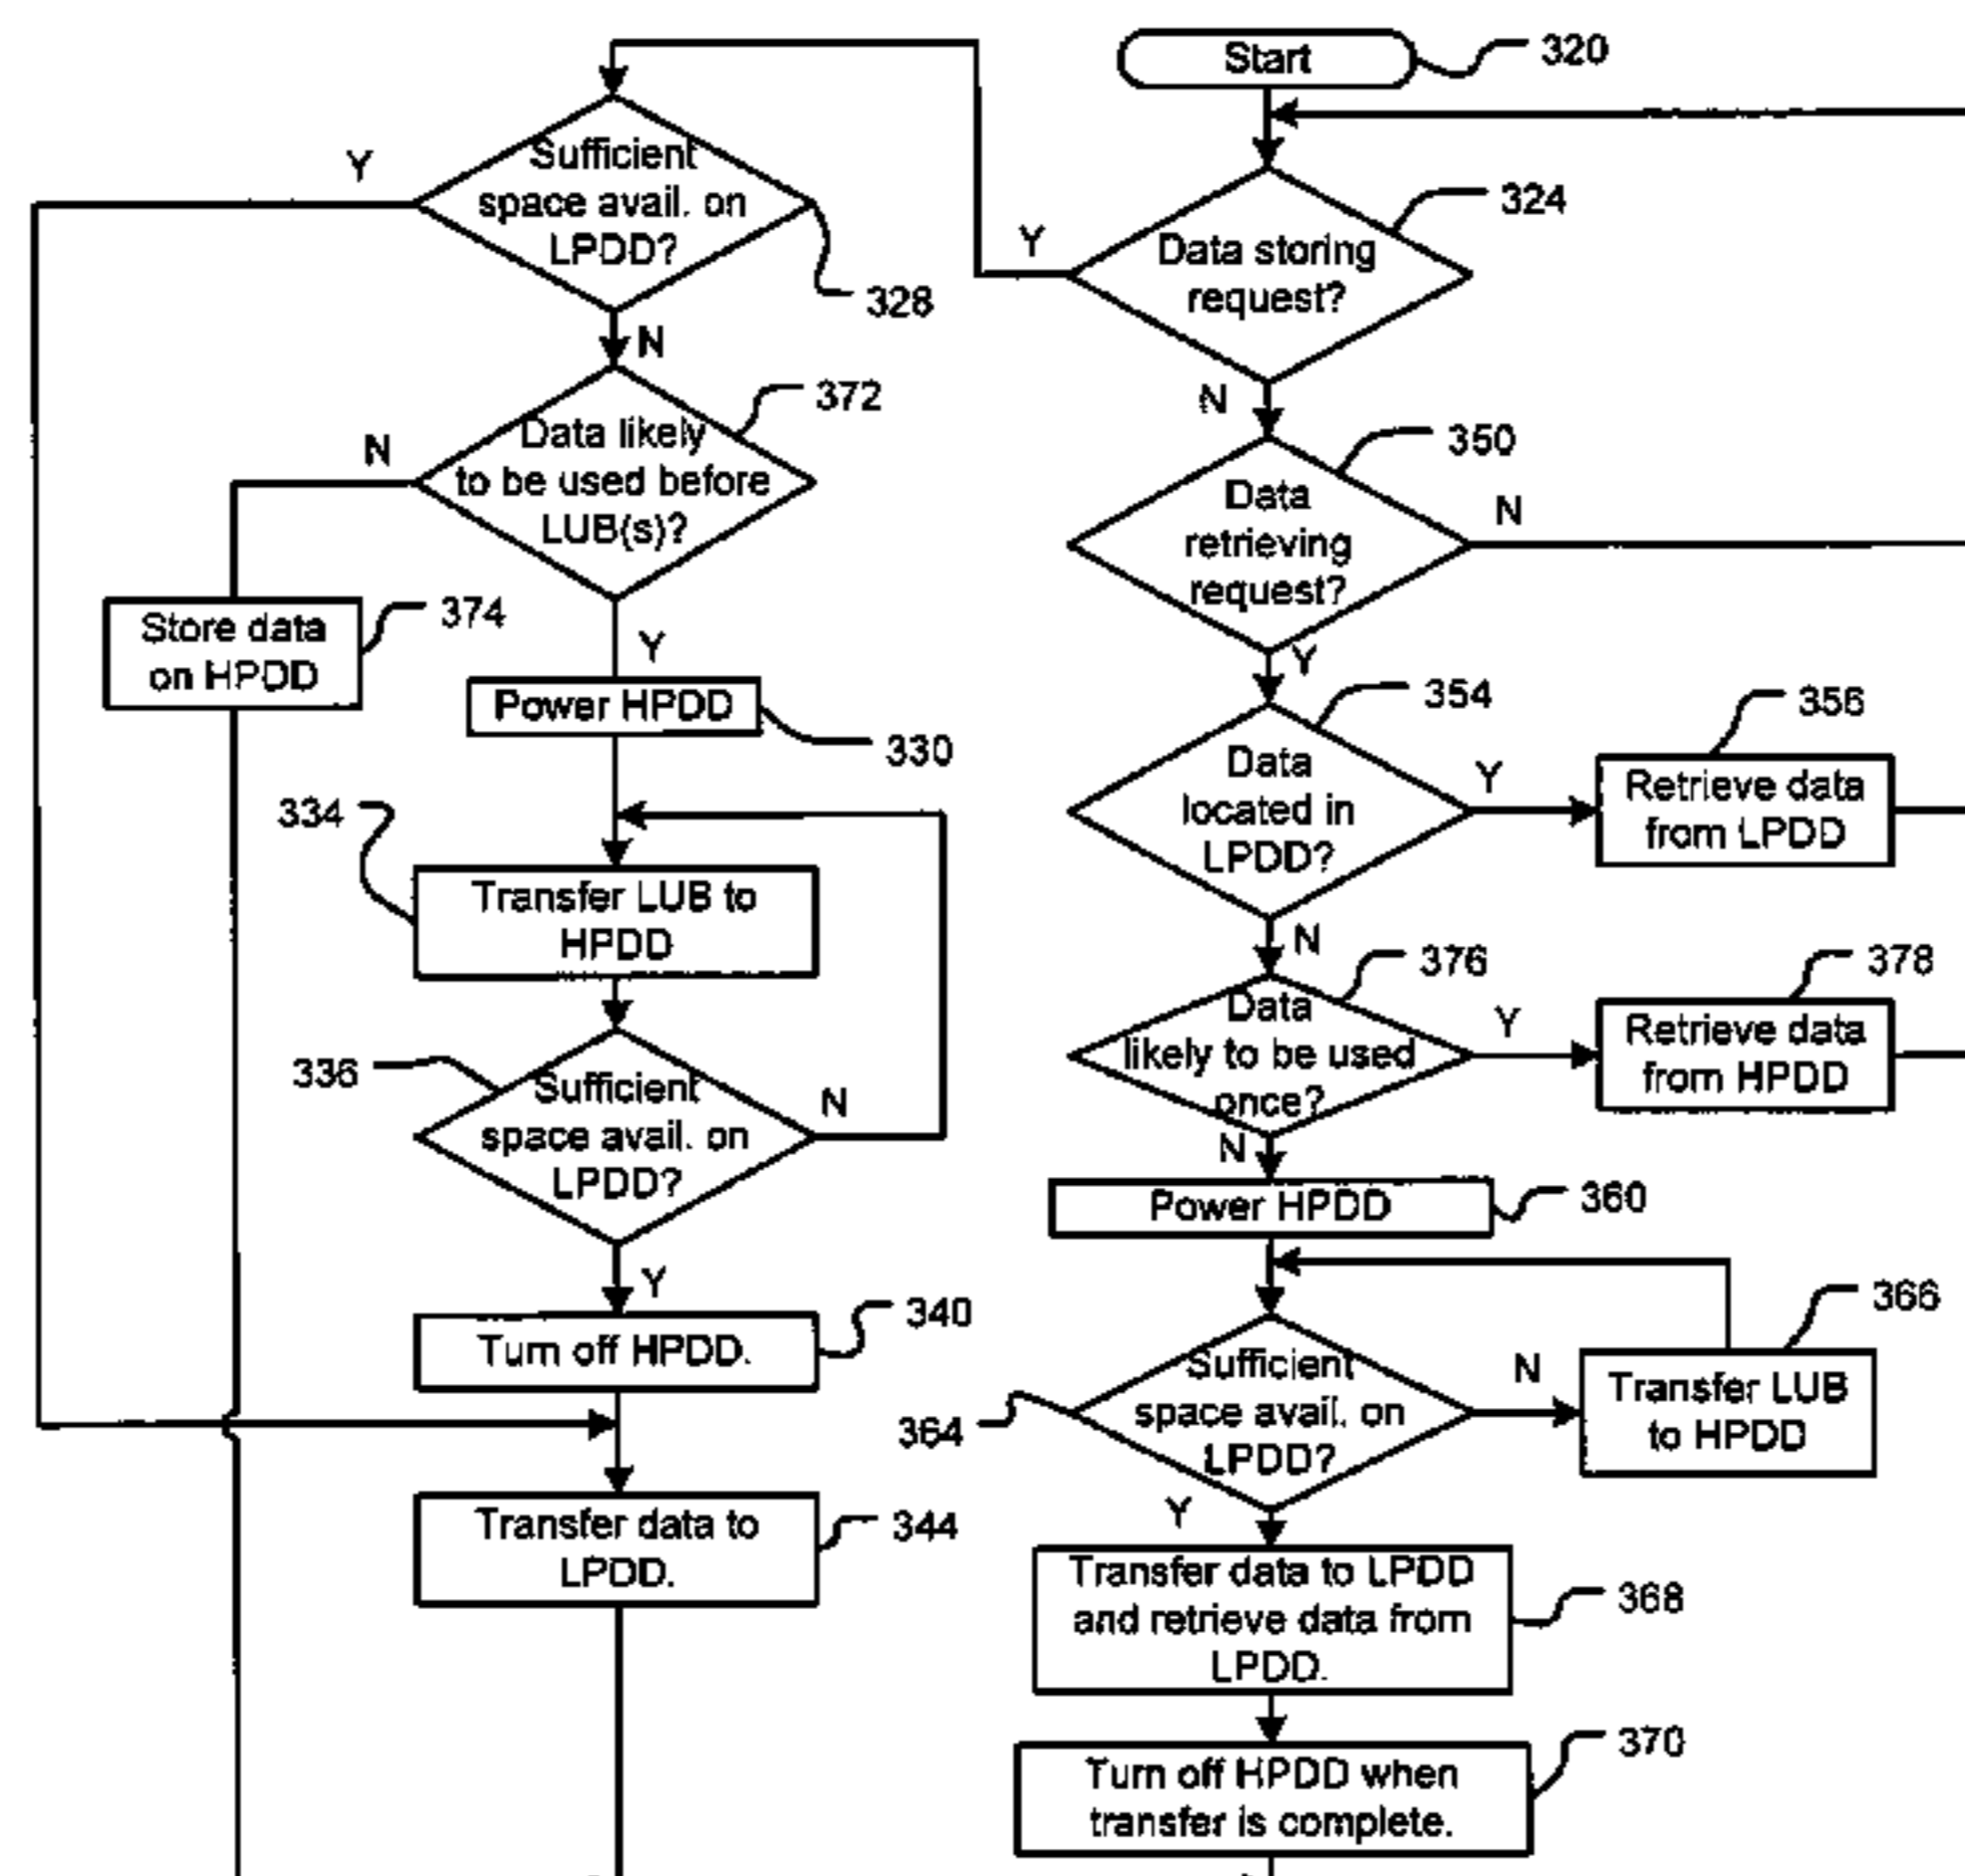 Start
320
Data storing
request?
324
Y
N
Sufficient
space avail. on
LPDD?
328
Y
N
Data likely
to be used before
LUB(s)?
372
N
Y
Store data
on HPDD
374
Power HPDD
330
334
Transfer LUB to
HPDD
336
Sufficient
space avail. on
LPDD?
N
Y
Turn off HPDD.
340
Transfer data to
LPDD.
344
Data
retrieving
request?
350
N
Y
Data
located in
LPDD?
354
Y
N
Retrieve data
from LPDD
356
Data
likely to be used
once?
376
Y
N
Retrieve data
from HPDD
378
Power HPDD
360
364
Sufficient
space avail. on
LPDD?
N
Y
Transfer LUB
to HPDD
366
Transfer data to LPDD
and retrieve data from
LPDD.
368
Turn off HPDD when
transfer is complete.
370